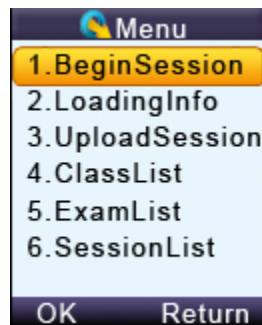 Menu
1.BeginSession
2.LoadingInfo
3.UploadSession
4.ClassList
5.ExamList
6.SessionList
OK Return